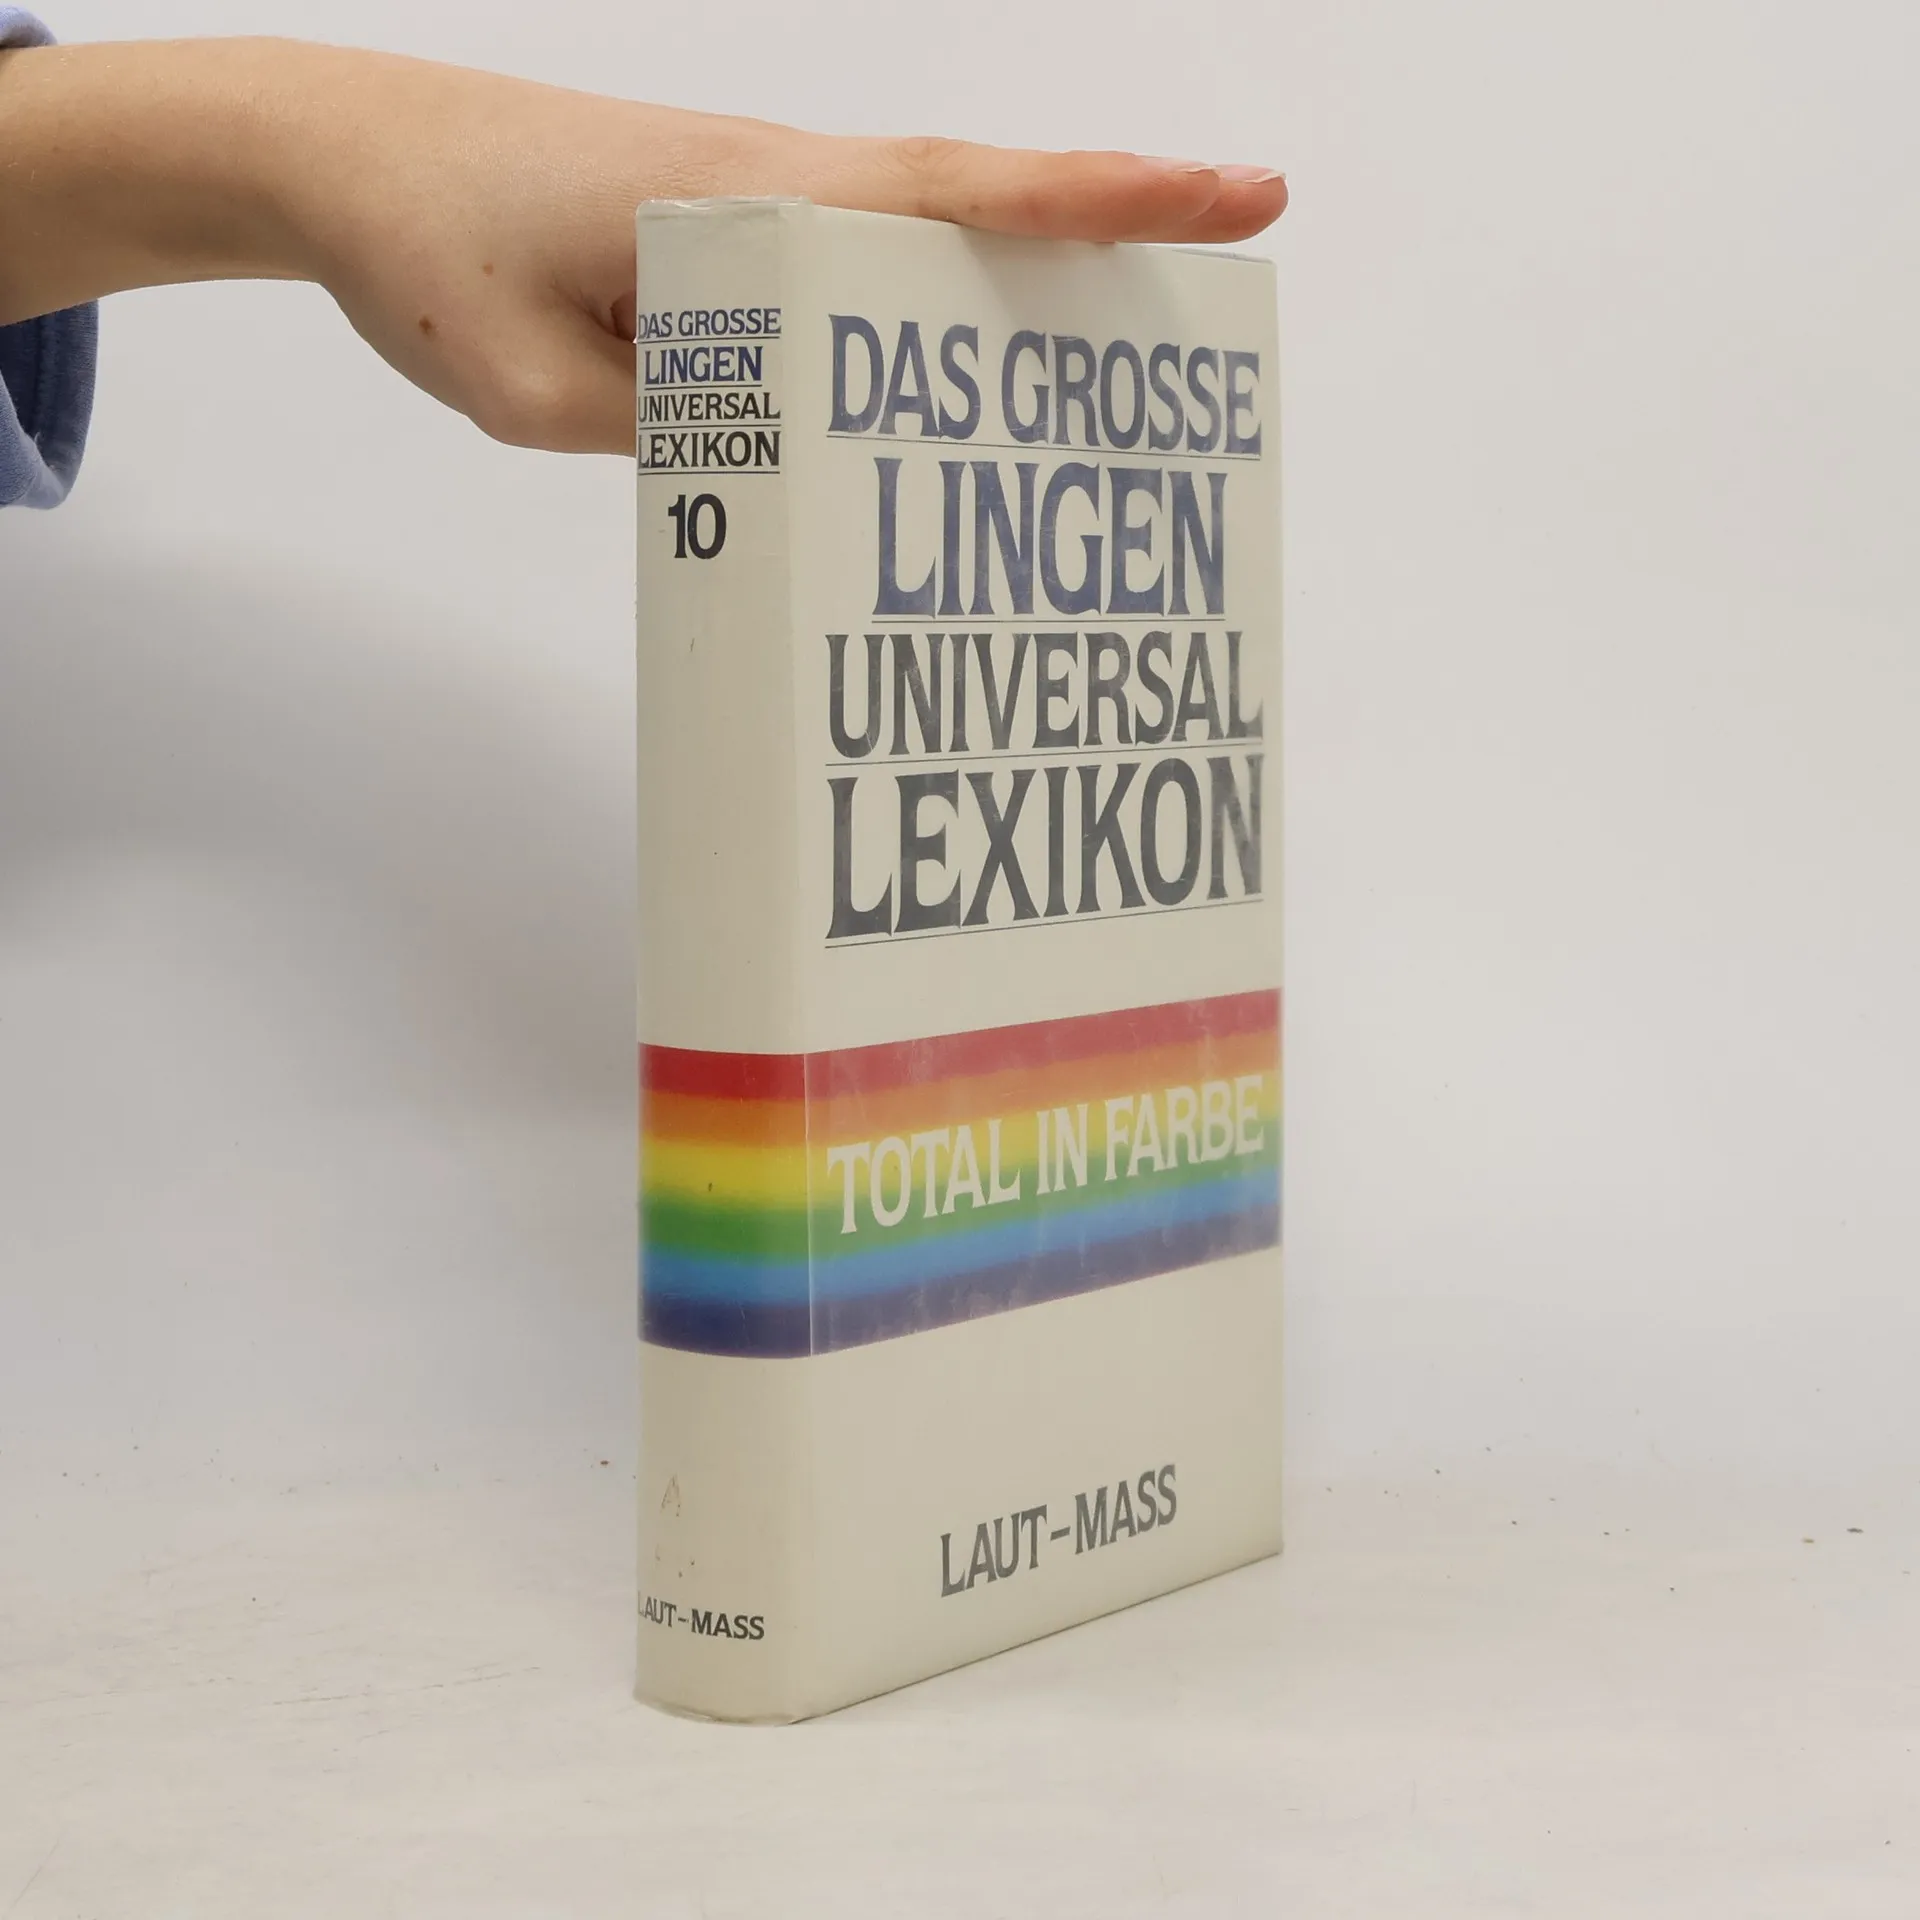 DAS GROSSE
LINGEN
UNIVERSAL
LEXIKON
10
LAUT-MASS
DAS GROSSE
LINGEN
UNIVERSAL
LEXIKON
TOTAL IN FARBE
LAUT-MASS